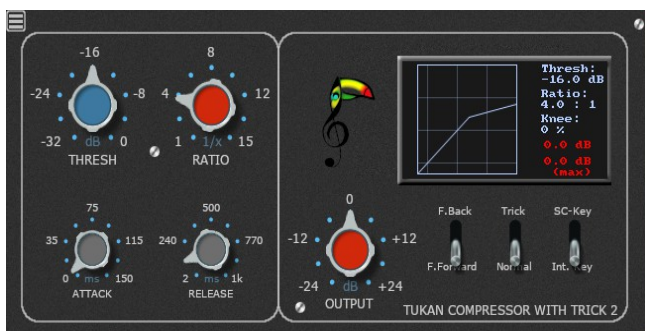 -16
-24 -8
-32 dB 0
THRESH
8
4 12
1 1/x 15
RATIO
75
35 115
0 ms 150
ATTACK
500
240 770
2 ms 1k
RELEASE
Thresh:
-16.0 dB
Ratio:
4.0 : 1
Knee:
0 %
0.0 dB
0.0 dB
(max)
0
-12 +12
-24 dB +24
OUTPUT
F.Back Trick SC-Key
F.Forward Normal Int. Key
TUKAN COMPRESSOR WITH TRICK 2